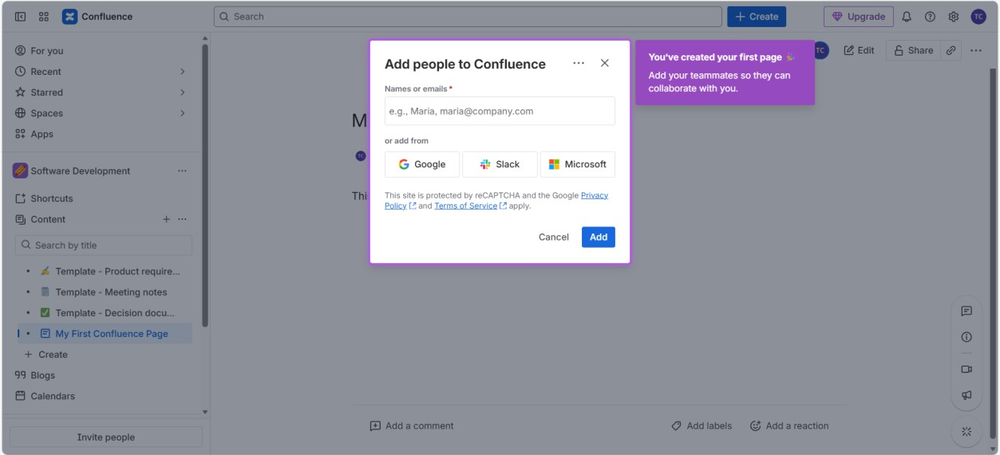 Confluence
Search
Create
Upgrade
TC
For you
Recent
Starred
Spaces
Apps
Software Development
Shortcuts
Content
Search by title
Template - Product require...
Template - Meeting notes
Template - Decision docu...
My First Confluence Page
Create
Blogs
Calendars
Invite people
TC
Edit
Share
M
TC
Thi
Add people to Confluence
Names or emails*
e.g., Maria, maria@company.com
or add from
Google
Slack
Microsoft
This site is protected by reCAPTCHA and the Google Privacy
Policy and Terms of Service apply.
Cancel
Add
You've created your first page 🎉
Add your teammates so they can
collaborate with you.
Add a comment
Add labels
Add a reaction